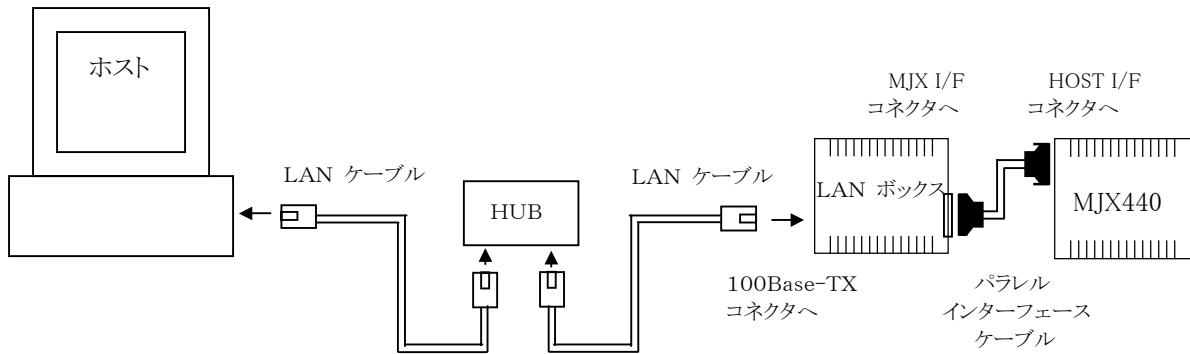 ホスト
MJX I/F
コネクタへ
HOST I/F
コネクタへ
LAN ケーブル
HUB
LAN ケーブル
LAN ボックス
MJX440
100Base-TX
コネクタへ
パラレル
インターフェース
ケーブル